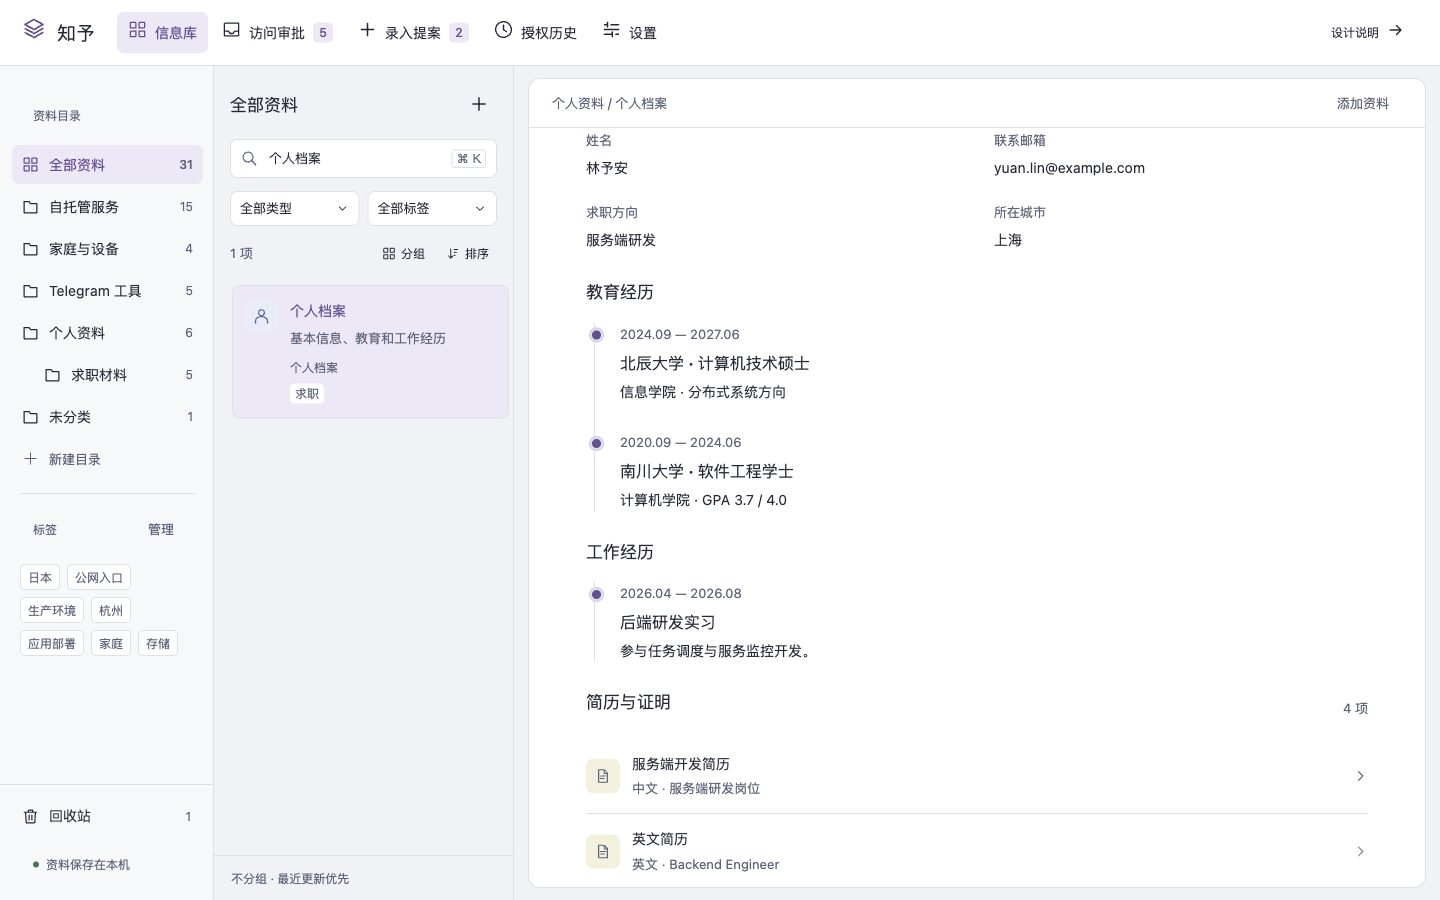 知予
信息库
访问审批 5
录入提案 2
授权历史
设置
设计说明
资料目录
全部资料 31
自托管服务 15
家庭与设备 4
Telegram 工具 5
个人资料 6
求职材料 5
未分类 1
新建目录
标签 管理
日本 公网入口
生产环境 杭州
应用部署 家庭 存储
回收站 1
资料保存在本机
全部资料
个人档案 ⌘ K
全部类型 全部标签
1 项 分组 排序
个人档案
基本信息、教育和工作经历
个人档案
求职
不分组 · 最近更新优先
个人资料 / 个人档案 添加资料
姓名 联系邮箱
林予安 yuan.lin@example.com
求职方向 所在城市
服务端研发 上海
教育经历
2024.09 — 2027.06
北辰大学 · 计算机技术硕士
信息学院 · 分布式系统方向
2020.09 — 2024.06
南川大学 · 软件工程学士
计算机学院 · GPA 3.7 / 4.0
工作经历
2026.04 — 2026.08
后端研发实习
参与任务调度与服务监控开发。
简历与证明 4 项
服务端开发简历
中文 · 服务端研发岗位
英文简历
英文 · Backend Engineer